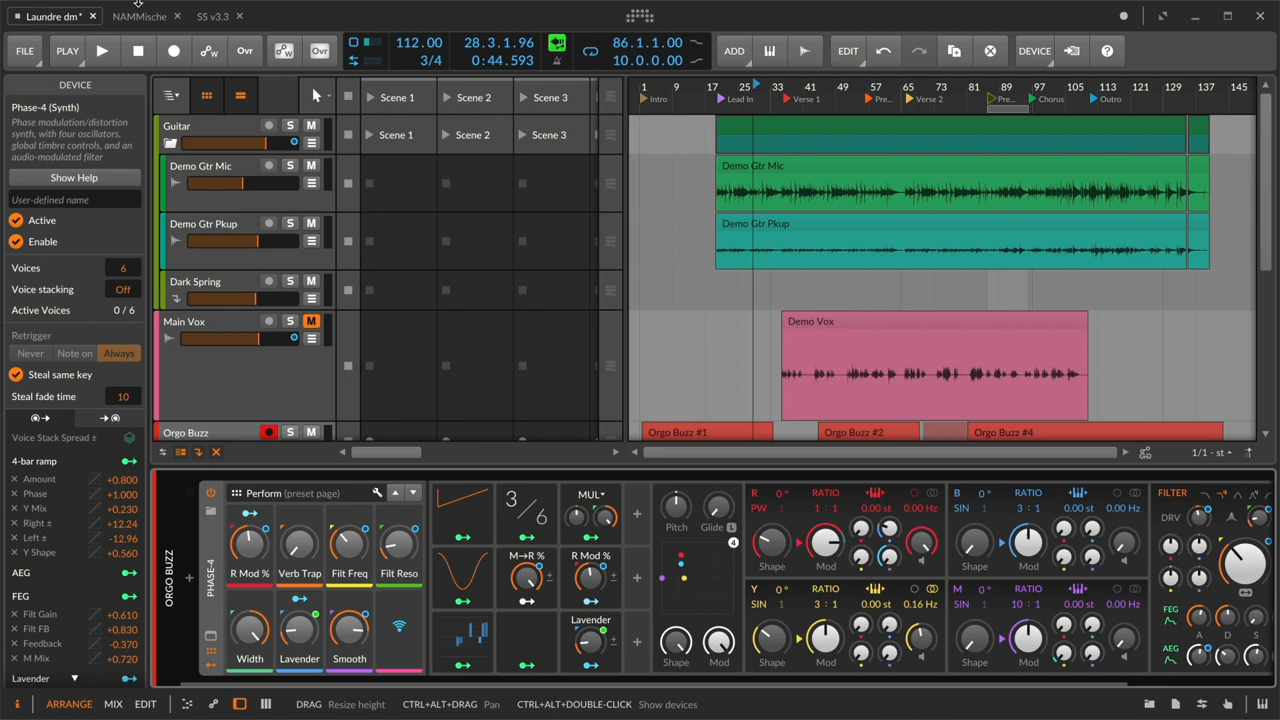 Laundre dm* ×
NAMMische ×
SS v3.3 ×
FILE
PLAY
Ovr
Ovr
112.00
3/4
28.3.1.96
0:44.593
86.1.1.00
10.0.0.00
ADD
EDIT
DEVICE
DEVICE
Phase-4 (Synth)
Phase modulation/distortion
synth, with four oscillators,
global timbre controls, and an
audio-modulated filter
Show Help
User-defined name
Active
Enable
Voices 6
Voice stacking Off
Active Voices 0 / 6
Retrigger
Never Note on Always
Steal same key
Steal fade time 10
Voice Stack Spread ±
4-bar ramp
Amount +0.800
Phase +1.000
Y Mix +0.230
Right ± +12.24
Left ± -12.96
Y Shape +0.560
AEG
FEG
Filt Gain +0.610
Filt FB +0.830
Feedback -0.370
M Mix +0.720
Lavender
Scene 1 Scene 2 Scene 3
Guitar S M
Scene 1 Scene 2 Scene 3
Demo Gtr Mic S M
Demo Gtr Pkup S M
Dark Spring S M
Main Vox S M
Orgo Buzz S M
1 9 17 25 33 41 49 57 65 73 81 89 97 105 113 121 129 137 145
Intro Lead In Verse 1 Pre... Verse 2 Pre... Chorus Outro
Demo Gtr Mic
Demo Gtr Pkup
Demo Vox
Orgo Buzz #1 Orgo Buzz #2 Orgo Buzz #4
1/1 - st
ORGO BUZZ
PHASE-4
Perform (preset page)
R Mod % Verb Trap Filt Freq Filt Reso
Width Lavender Smooth
3/6
MUL
M→R %
R Mod %
Lavender
Pitch Glide L
4
Shape Mod
R 0° RATIO
PW 1 1 : 1 0.00 st 0.00 Hz
Shape Mod
B 0° RATIO
SIN 1 3 : 1 0.00 st 0.00 Hz
Shape Mod
Y 0° RATIO
SIN 1 3 : 1 0.00 st 0.16 Hz
Shape Mod
M 0° RATIO
SIN 1 10 : 1 0.00 st 0.00 Hz
Shape Mod
FILTER
DRV
FEG
A D S
AEG
i ARRANGE MIX EDIT
DRAG Resize height CTRL+ALT+DRAG Pan CTRL+ALT+DOUBLE-CLICK Show devices